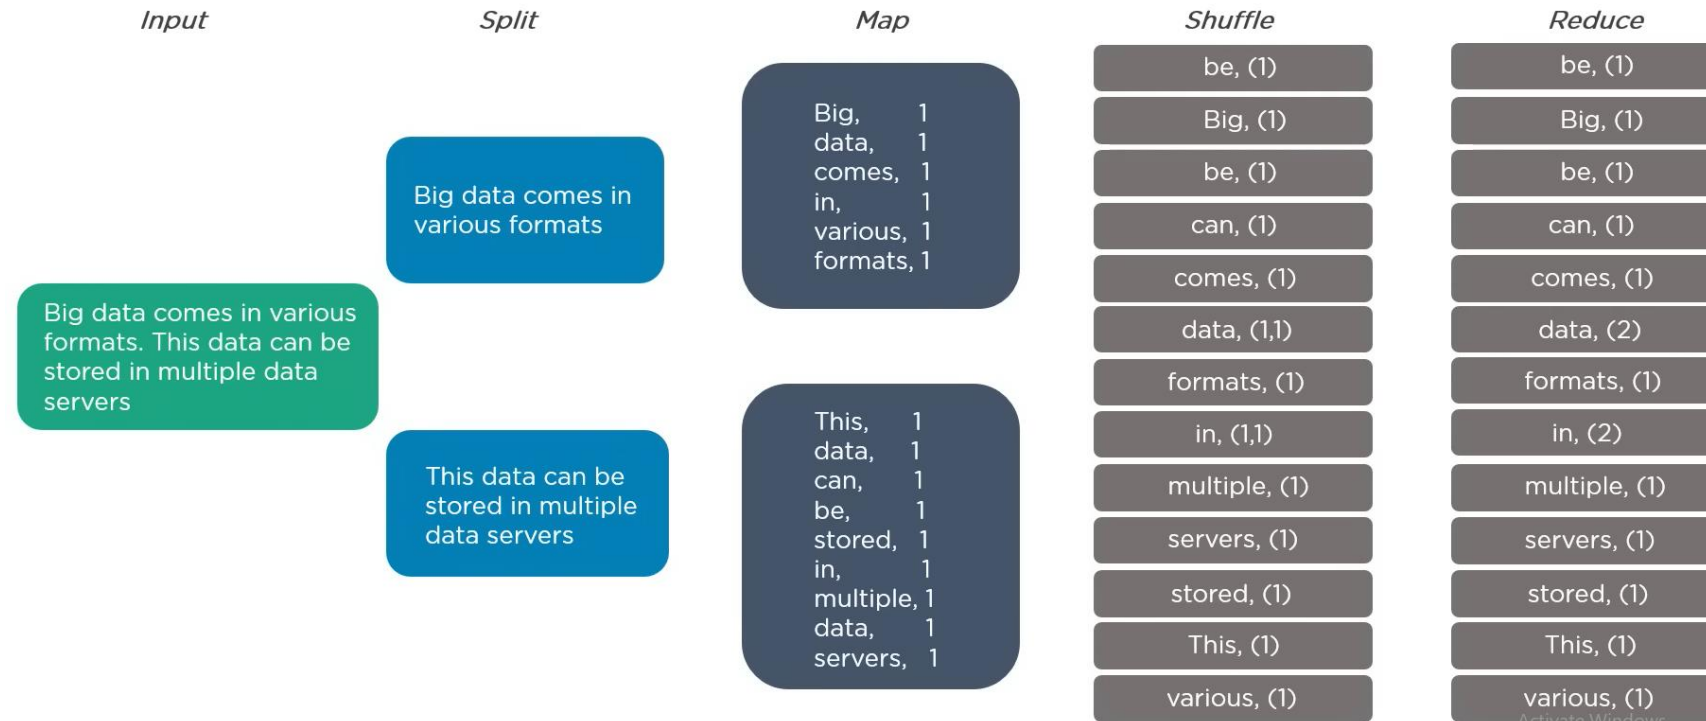 Input
Split
Map
Shuffle
Reduce
Big data comes in various
formats. This data can be
stored in multiple data
servers
Big data comes in
various formats
This data can be
stored in multiple
data servers
Big, 1
data, 1
comes, 1
in, 1
various, 1
formats, 1
This, 1
data, 1
can, 1
be, 1
stored, 1
in, 1
multiple, 1
data, 1
servers, 1
be, (1)
Big, (1)
be, (1)
can, (1)
comes, (1)
data, (1,1)
formats, (1)
in, (1,1)
multiple, (1)
servers, (1)
stored, (1)
This, (1)
various, (1)
be, (1)
Big, (1)
be, (1)
can, (1)
comes, (1)
data, (2)
formats, (1)
in, (2)
multiple, (1)
servers, (1)
stored, (1)
This, (1)
various, (1)
Activate Windows